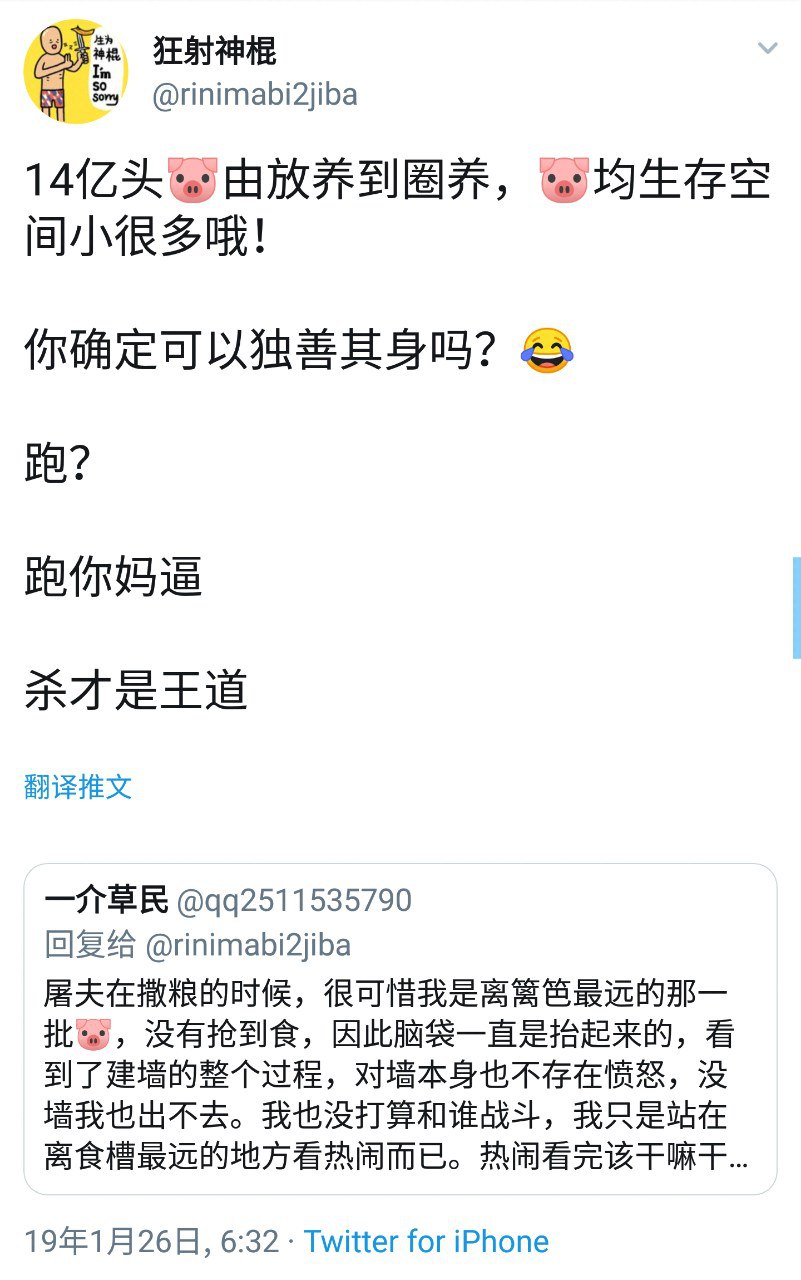 生为
神棍
I'm
so
sorry
狂射神棍
@rinimabi2jiba
14亿头🐷由放养到圈养，🐷均生存空
间小很多哦！
你确定可以独善其身吗？😂
跑？
跑你妈逼
杀才是王道
翻译推文
一介草民 @qq2511535790
回复给 @rinimabi2jiba
屠夫在撒粮的时候，很可惜我是离篱笆最远的那一
批🐷，没有抢到食，因此脑袋一直是抬起来的，看
到了建墙的整个过程，对墙本身也不存在愤怒，没
墙我也出不去。我也没打算和谁战斗，我只是站在
离食槽最远的地方看热闹而已。热闹看完该干嘛干...
19年1月26日, 6:32 · Twitter for iPhone